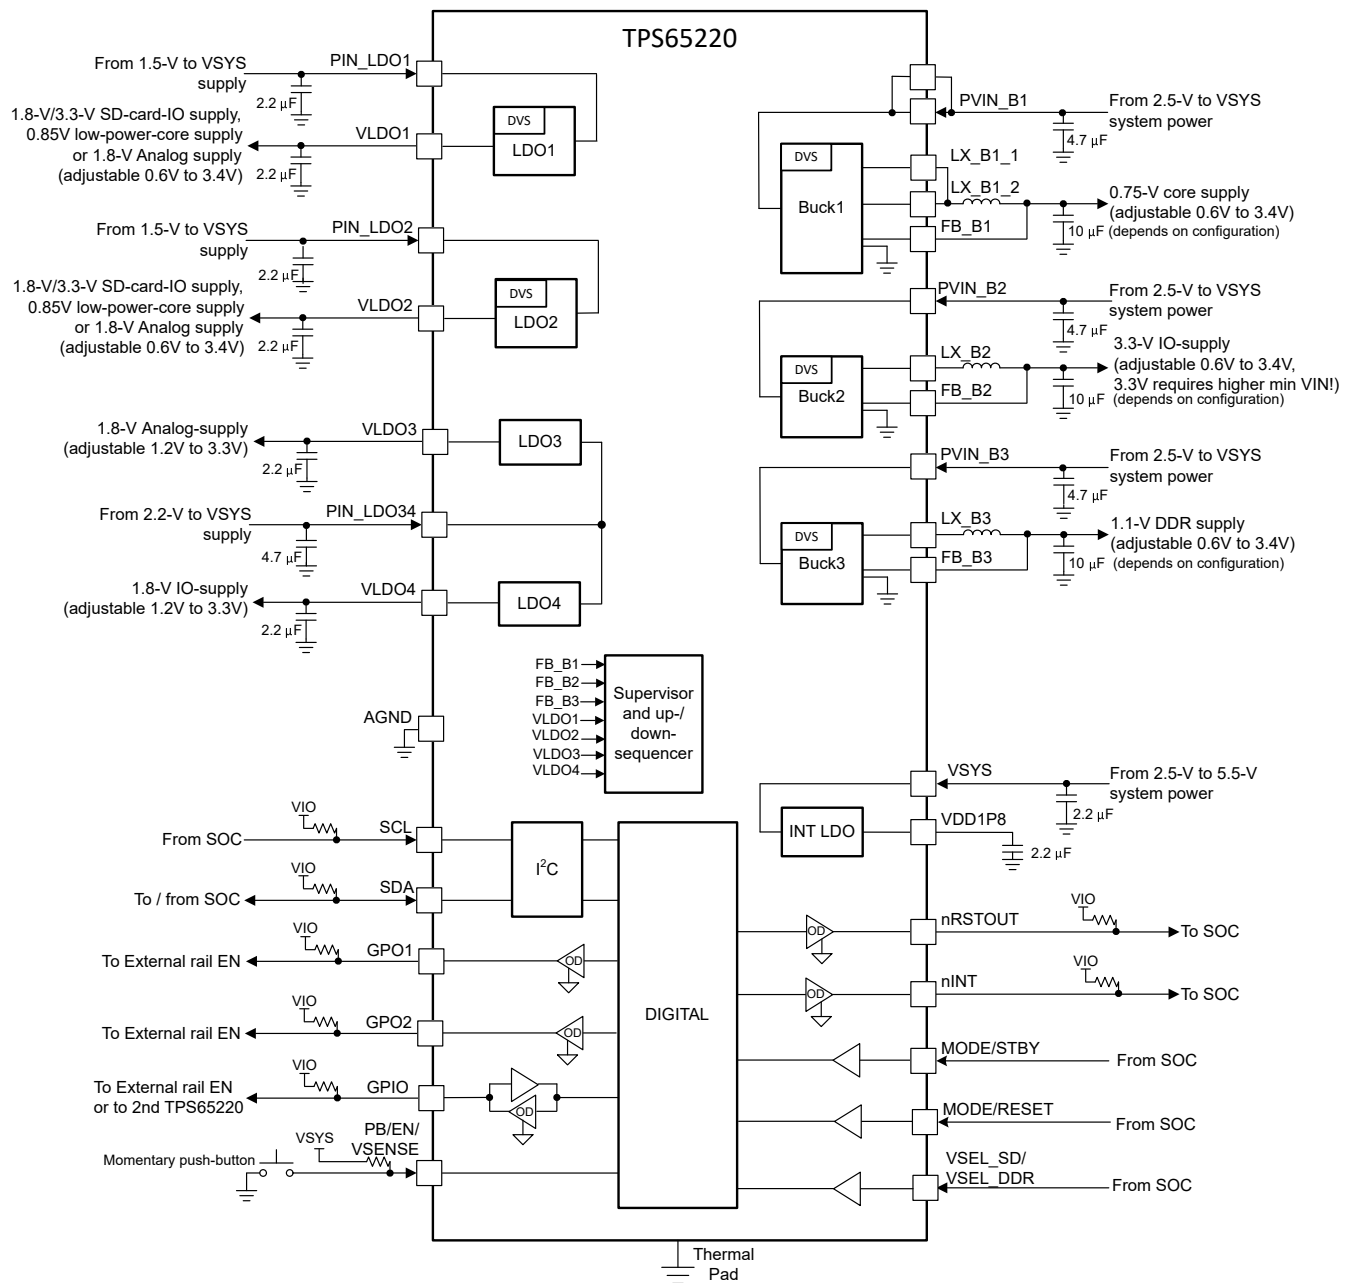 TPS65220
From 1.5-V to VSYS
supply
PIN_LDO1
2.2 µF
1.8-V/3.3-V SD-card-IO supply,
0.85V low-power-core supply
or 1.8-V Analog supply
(adjustable 0.6V to 3.4V)
VLDO1
2.2 µF
DVS
LDO1
From 1.5-V to VSYS
supply
PIN_LDO2
2.2 µF
1.8-V/3.3-V SD-card-IO supply,
0.85V low-power-core supply
or 1.8-V Analog supply
(adjustable 0.6V to 3.4V)
VLDO2
2.2 µF
DVS
LDO2
1.8-V Analog-supply
(adjustable 1.2V to 3.3V)
VLDO3
2.2 µF
LDO3
From 2.2-V to VSYS
supply
PIN_LDO34
4.7 µF
1.8-V IO-supply
(adjustable 1.2V to 3.3V)
VLDO4
2.2 µF
LDO4
PVIN_B1
From 2.5-V to VSYS
system power
4.7 µF
DVS
Buck1
LX_B1_1
LX_B1_2
FB_B1
0.75-V core supply
(adjustable 0.6V to 3.4V)
10 µF (depends on configuration)
PVIN_B2
From 2.5-V to VSYS
system power
4.7 µF
DVS
Buck2
LX_B2
FB_B2
3.3-V IO-supply
(adjustable 0.6V to 3.4V,
3.3V requires higher min VIN!)
10 µF (depends on configuration)
PVIN_B3
From 2.5-V to VSYS
system power
4.7 µF
DVS
Buck3
LX_B3
FB_B3
1.1-V DDR supply
(adjustable 0.6V to 3.4V)
10 µF (depends on configuration)
FB_B1
FB_B2
FB_B3
VLDO1
VLDO2
VLDO3
VLDO4
Supervisor
and up-/
down-
sequencer
AGND
VSYS
From 2.5-V to 5.5-V
system power
2.2 µF
INT LDO
VDD1P8
2.2 µF
From SOC
VIO
SCL
To / from SOC
VIO
SDA
I²C
To External rail EN
VIO
GPO1
OD
To External rail EN
VIO
GPO2
OD
To External rail EN
or to 2nd TPS65220
VIO
GPIO
OD
Momentary push-button
VSYS
PB/EN/
VSENSE
DIGITAL
OD
nRSTOUT
VIO
To SOC
OD
nINT
VIO
To SOC
MODE/STBY
From SOC
MODE/RESET
From SOC
VSEL_SD/
VSEL_DDR
From SOC
Thermal
Pad